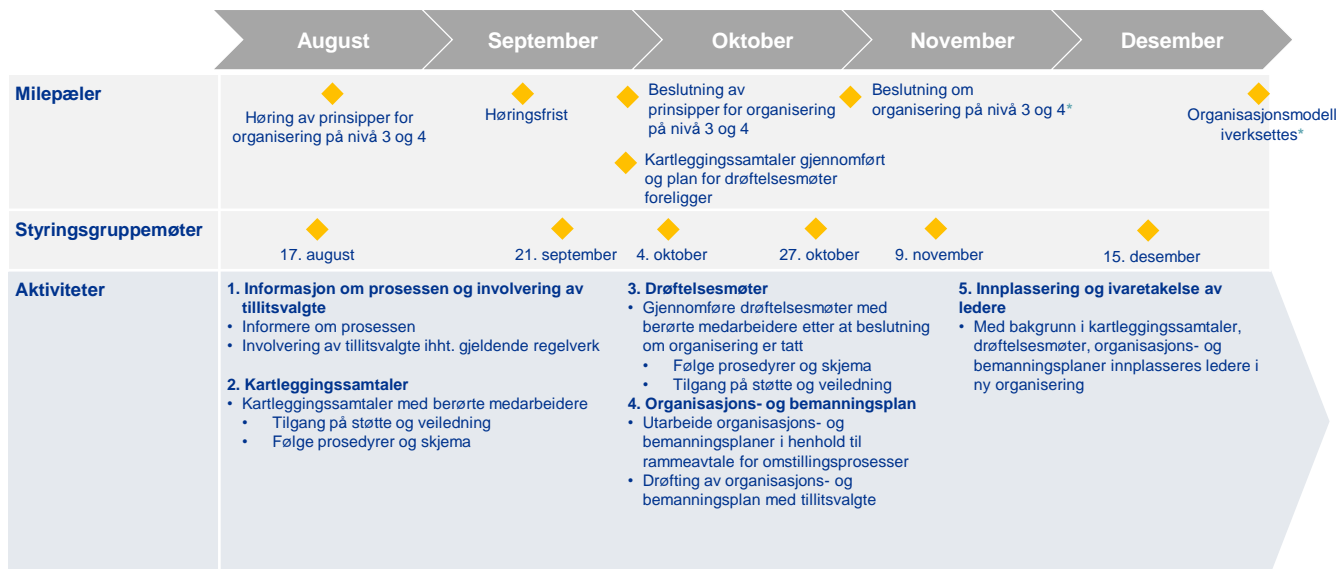 August
September
Oktober
November
Desember
Milepæler
Høring av prinsipper for
organisering på nivå 3 og 4
Høringsfrist
Beslutning av
prinsipper for organisering
på nivå 3 og 4
Kartleggingssamtaler gjennomført
og plan for drøftelsesmøter
foreligger
Beslutning om
organisering på nivå 3 og 4*
Organisasjonsmodell
iverksettes*
Styringsgruppemøter
17. august
21. september
4. oktober
27. oktober
9. november
15. desember
Aktiviteter
1. Informasjon om prosessen og involvering av
tillitsvalgte
• Informere om prosessen
• Involvering av tillitsvalgte ihht. gjeldende regelverk
2. Kartleggingssamtaler
• Kartleggingssamtaler med berørte medarbeidere
• Tilgang på støtte og veiledning
• Følge prosedyrer og skjema
3. Drøftelsesmøter
• Gjennomføre drøftelsesmøter med
berørte medarbeidere etter at beslutning
om organisering er tatt
• Følge prosedyrer og skjema
• Tilgang på støtte og veiledning
4. Organisasjons- og bemanningsplan
• Utarbeide organisasjons- og
bemanningsplaner i henhold til
rammeavtale for omstillingsprosesser
• Drøfting av organisasjons- og
bemanningsplan med tillitsvalgte
5. Innplassering og ivaretakelse av
ledere
• Med bakgrunn i kartleggingssamtaler,
drøftelsesmøter, organisasjons- og
bemanningsplaner innplasseres ledere i
ny organisering